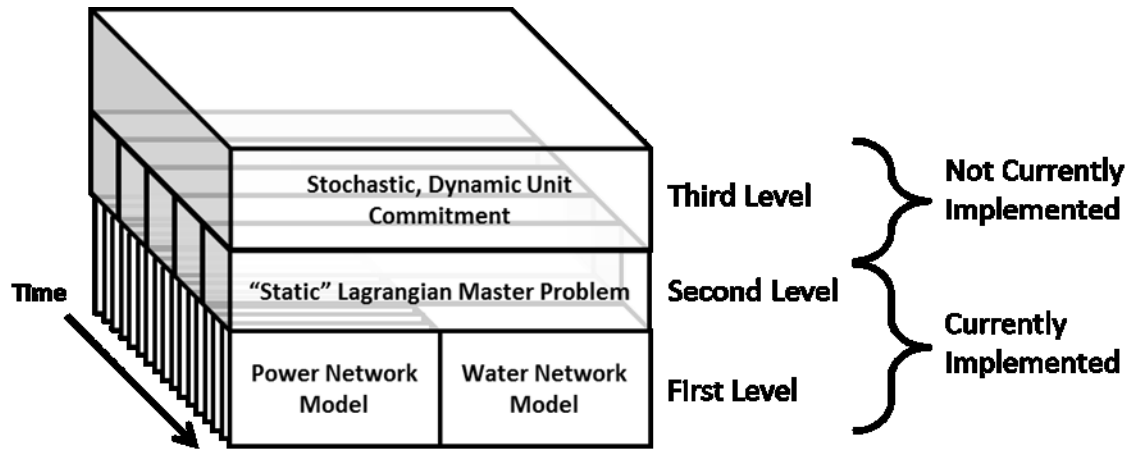 Stochastic, Dynamic Unit
Commitment
Third Level
Not Currently
Implemented
Time
“Static” Lagrangian Master Problem
Second Level
Currently
Implemented
Power Network
Model
Water Network
Model
First Level